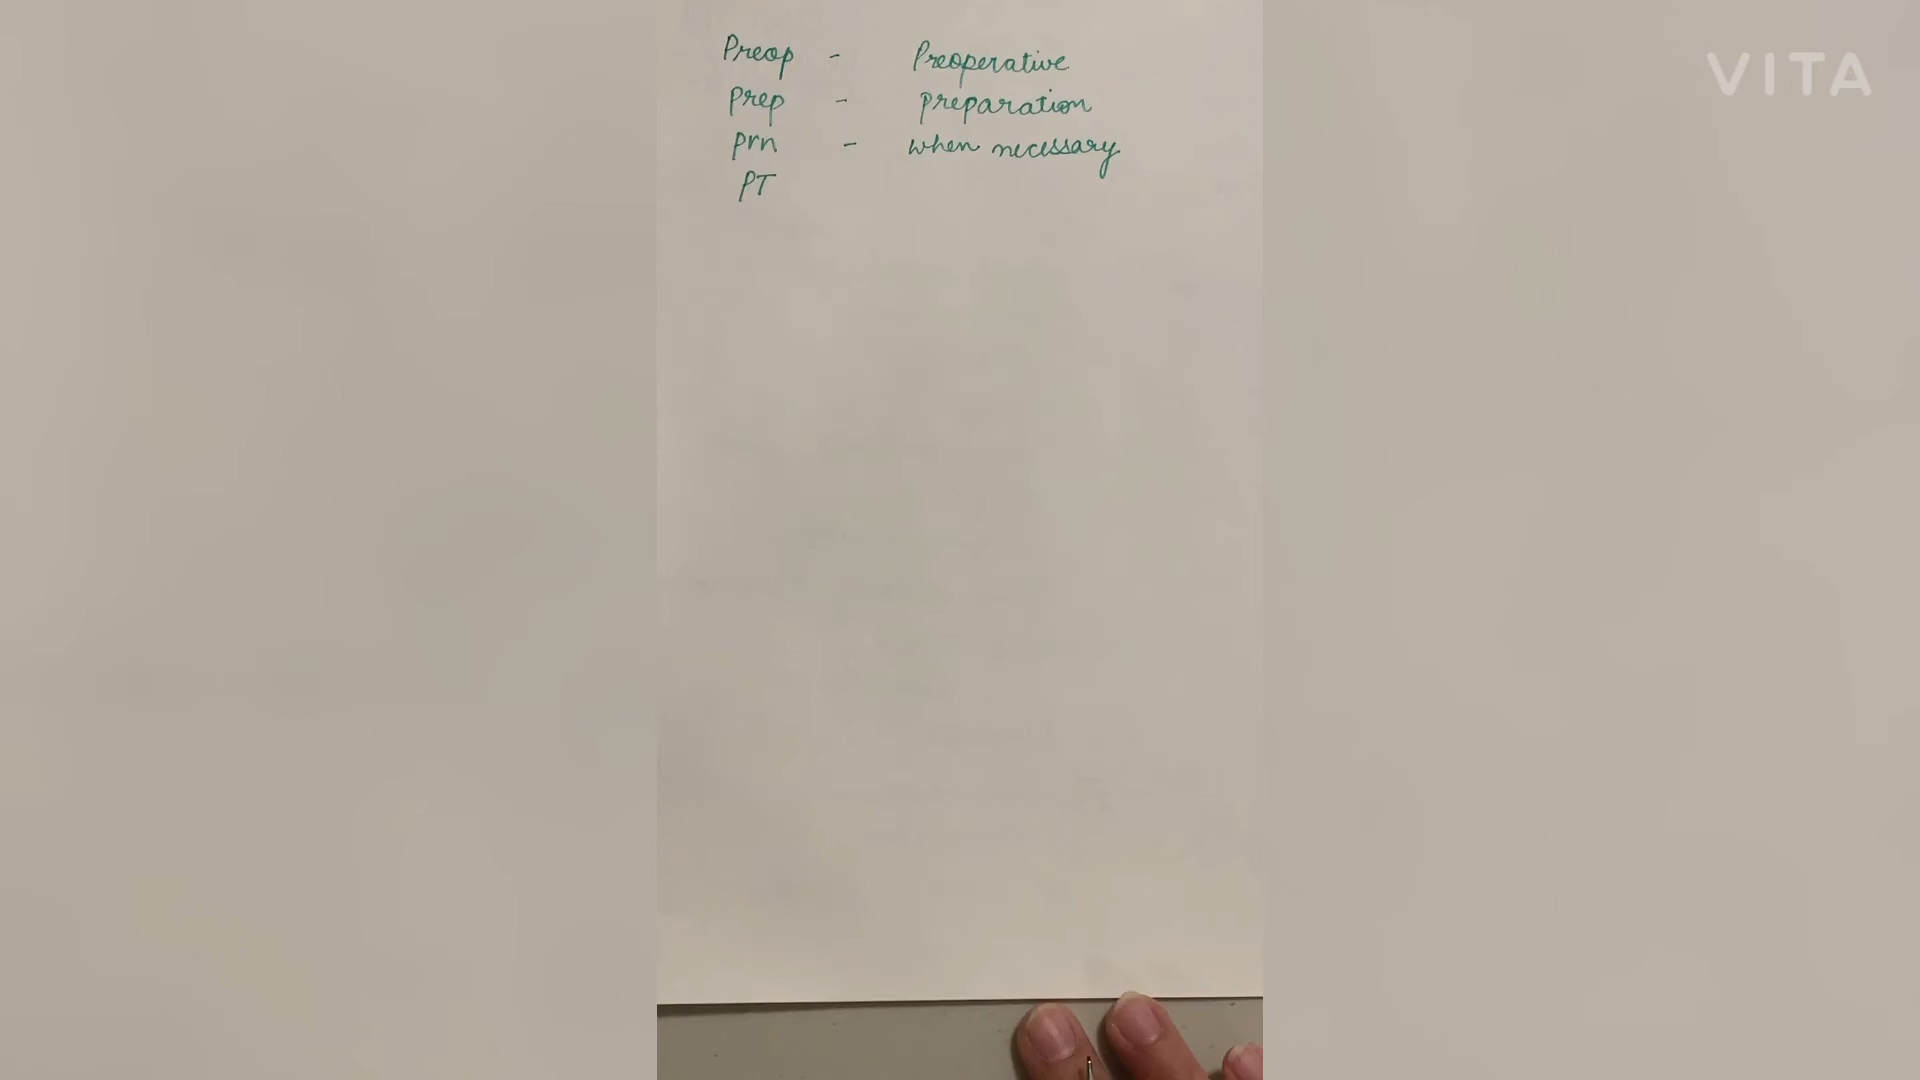 Preop - Preoperative
prep - preparation
prn - when necessary
PT
VITA